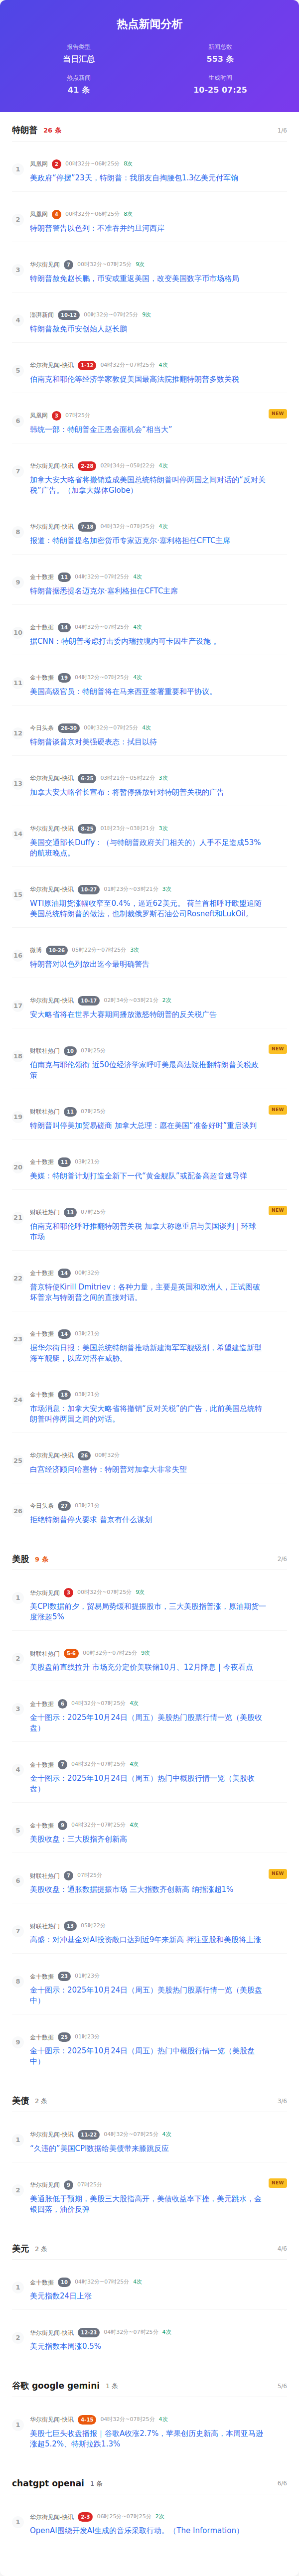 热点新闻分析
报告类型
当日汇总
新闻总数
553 条
热点新闻
41 条
生成时间
10-25 07:25
特朗普 26 条 1/6
1 凤凰网 2 00时32分~06时25分 8次
美政府“停摆”23天，特朗普：我朋友自掏腰包1.3亿美元付军饷
2 凤凰网 4 00时32分~06时25分 8次
特朗普警告以色列：不准吞并约旦河西岸
3 华尔街见闻 7 00时32分~07时25分 9次
特朗普赦免赵长鹏，币安或重返美国，改变美国数字币市场格局
4 澎湃新闻 10-12 00时32分~07时25分 9次
特朗普赦免币安创始人赵长鹏
5 华尔街见闻-快讯 1-12 04时32分~07时25分 4次
伯南克和耶伦等经济学家敦促美国最高法院推翻特朗普多数关税
6 凤凰网 3 07时25分 NEW
韩统一部：特朗普金正恩会面机会“相当大”
7 华尔街见闻-快讯 2-28 02时34分~05时22分 4次
加拿大安大略省将撤销造成美国总统特朗普叫停两国之间对话的“反对关
税”广告。（加拿大媒体Globe）
8 华尔街见闻-快讯 7-18 04时32分~07时25分 4次
报道：特朗普提名加密货币专家迈克尔·塞利格担任CFTC主席
9 金十数据 11 04时32分~07时25分 4次
特朗普据悉提名迈克尔·塞利格担任CFTC主席
10 金十数据 14 04时32分~07时25分 4次
据CNN：特朗普考虑打击委内瑞拉境内可卡因生产设施 。
11 金十数据 19 04时32分~07时25分 4次
美国高级官员：特朗普将在马来西亚签署重要和平协议。
12 今日头条 26-30 00时32分~07时25分 4次
特朗普谈普京对美强硬表态：拭目以待
13 华尔街见闻-快讯 6-25 03时21分~05时22分 3次
加拿大安大略省长宣布：将暂停播放针对特朗普关税的广告
14 华尔街见闻-快讯 8-25 01时23分~03时21分 3次
美国交通部长Duffy：（与特朗普政府关门相关的）人手不足造成53%
的航班晚点。
15 华尔街见闻-快讯 10-27 01时23分~03时21分 3次
WTI原油期货涨幅收窄至0.4%，逼近62美元。 荷兰首相呼吁欧盟追随
美国总统特朗普的做法，也制裁俄罗斯石油公司Rosneft和LukOil。
16 微博 10-26 05时22分~07时25分 3次
特朗普对以色列放出迄今最明确警告
17 华尔街见闻-快讯 10-17 02时34分~03时21分 2次
安大略省将在世界大赛期间播放激怒特朗普的反关税广告
18 财联社热门 10 07时25分 NEW
伯南克与耶伦领衔 近50位经济学家呼吁美最高法院推翻特朗普关税政
策
19 财联社热门 11 07时25分 NEW
特朗普叫停美加贸易磋商 加拿大总理：愿在美国“准备好时”重启谈判
20 金十数据 11 03时21分
美媒：特朗普计划打造全新下一代“黄金舰队”或配备高超音速导弹
21 财联社热门 13 07时25分 NEW
伯南克和耶伦呼吁推翻特朗普关税 加拿大称愿重启与美国谈判 | 环球
市场
22 金十数据 14 00时32分
普京特使Kirill Dmitriev：各种力量，主要是英国和欧洲人，正试图破
坏普京与特朗普之间的直接对话。
23 金十数据 14 03时21分
据华尔街日报：美国总统特朗普推动新建海军军舰级别，希望建造新型
海军舰艇，以应对潜在威胁。
24 金十数据 18 03时21分
市场消息：加拿大安大略省将撤销“反对关税”的广告，此前美国总统特
朗普叫停两国之间的对话。
25 华尔街见闻-快讯 26 00时32分
白宫经济顾问哈塞特：特朗普对加拿大非常失望
26 今日头条 27 03时21分
拒绝特朗普停火要求 普京有什么谋划
美股 9 条 2/6
1 华尔街见闻 3 00时32分~07时25分 9次
美CPI数据前夕，贸易局势缓和提振股市，三大美股指普涨，原油期货一
度涨超5%
2 财联社热门 5-6 00时32分~07时25分 9次
美股盘前直线拉升 市场充分定价美联储10月、12月降息 | 今夜看点
3 金十数据 6 04时32分~07时25分 4次
金十图示：2025年10月24日（周五）美股热门股票行情一览（美股收
盘）
4 金十数据 7 04时32分~07时25分 4次
金十图示：2025年10月24日（周五）热门中概股行情一览（美股收
盘）
5 金十数据 9 04时32分~07时25分 4次
美股收盘：三大股指齐创新高
6 财联社热门 7 07时25分 NEW
美股收盘：通胀数据提振市场 三大指数齐创新高 纳指涨超1%
7 财联社热门 13 05时22分
高盛：对冲基金对AI投资敞口达到近9年来新高 押注亚股和美股将上涨
8 金十数据 23 01时23分
金十图示：2025年10月24日（周五）美股热门股票行情一览（美股盘
中）
9 金十数据 25 01时23分
金十图示：2025年10月24日（周五）热门中概股行情一览（美股盘
中）
美债 2 条 3/6
1 华尔街见闻-快讯 11-22 04时32分~07时25分 4次
“久违的”美国CPI数据给美债带来膝跳反应
2 华尔街见闻 9 07时25分 NEW
美通胀低于预期，美股三大股指高开，美债收益率下挫，美元跳水，金
银回落，油价反弹
美元 2 条 4/6
1 金十数据 10 04时32分~07时25分 4次
美元指数24日上涨
2 华尔街见闻-快讯 12-23 04时32分~07时25分 4次
美元指数本周涨0.5%
谷歌 google gemini 1 条 5/6
1 华尔街见闻-快讯 4-15 04时32分~07时25分 4次
美股七巨头收盘播报｜谷歌A收涨2.7%，苹果创历史新高，本周亚马逊
涨超5.2%、特斯拉跌1.3%
chatgpt openai 1 条 6/6
1 华尔街见闻-快讯 2-3 06时25分~07时25分 2次
OpenAI围绕开发AI生成的音乐采取行动。（The Information）